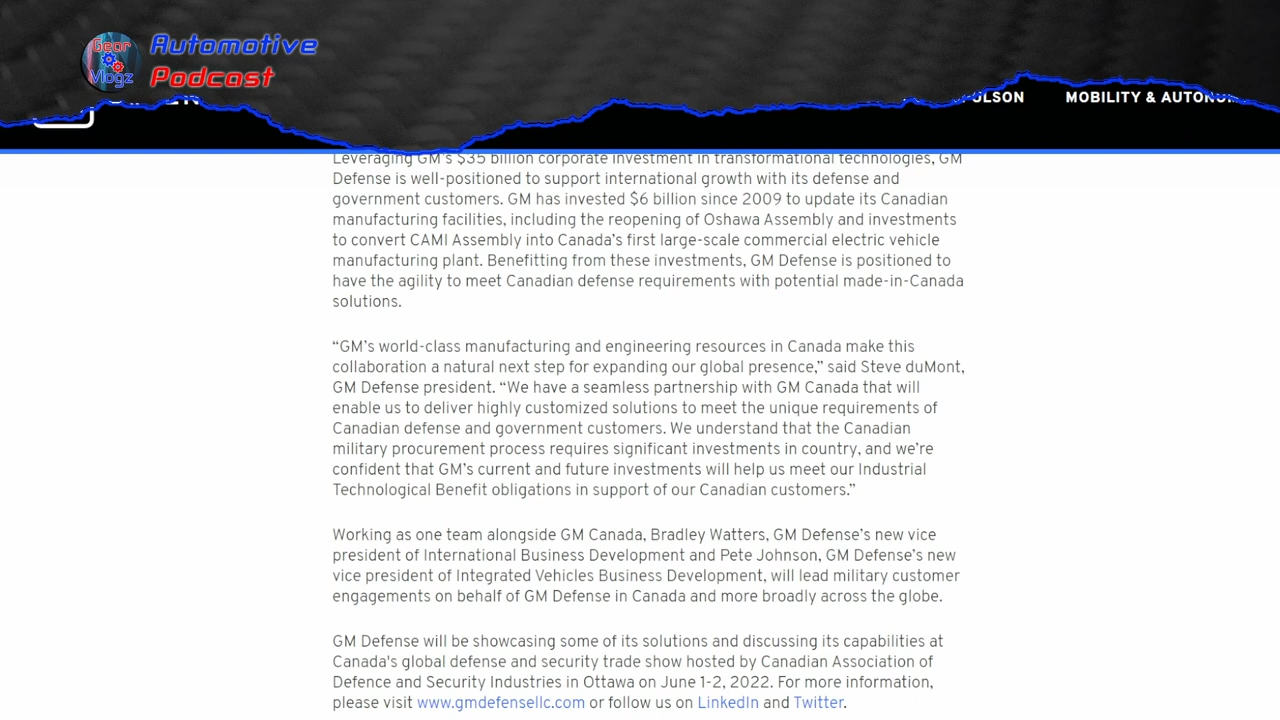 Gear
Vlogz
Automotive
Podcast
MOBILITY &
Leveraging GM's $35 billion corporate investment in transformational technologies, GM
Defense is well-positioned to support international growth with its defense and
government customers. GM has invested $6 billion since 2009 to update its Canadian
manufacturing facilities, including the reopening of Oshawa Assembly and investments
to convert CAMI Assembly into Canada's first large-scale commercial electric vehicle
manufacturing plant. Benefitting from these investments, GM Defense is positioned to
have the agility to meet Canadian defense requirements with potential made-in-Canada
solutions.
“GM's world-class manufacturing and engineering resources in Canada make this
collaboration a natural next step for expanding our global presence,” said Steve duMont,
GM Defense president. “We have a seamless partnership with GM Canada that will
enable us to deliver highly customized solutions to meet the unique requirements of
Canadian defense and government customers. We understand that the Canadian
military procurement process requires significant investments in country, and we're
confident that GM's current and future investments will help us meet our Industrial
Technological Benefit obligations in support of our Canadian customers.”
Working as one team alongside GM Canada, Bradley Watters, GM Defense's new vice
president of International Business Development and Pete Johnson, GM Defense's new
vice president of Integrated Vehicles Business Development, will lead military customer
engagements on behalf of GM Defense in Canada and more broadly across the globe.
GM Defense will be showcasing some of its solutions and discussing its capabilities at
Canada's global defense and security trade show hosted by Canadian Association of
Defence and Security Industries in Ottawa on June 1-2, 2022. For more information,
please visit www.gmdefensellc.com or follow us on LinkedIn and Twitter.